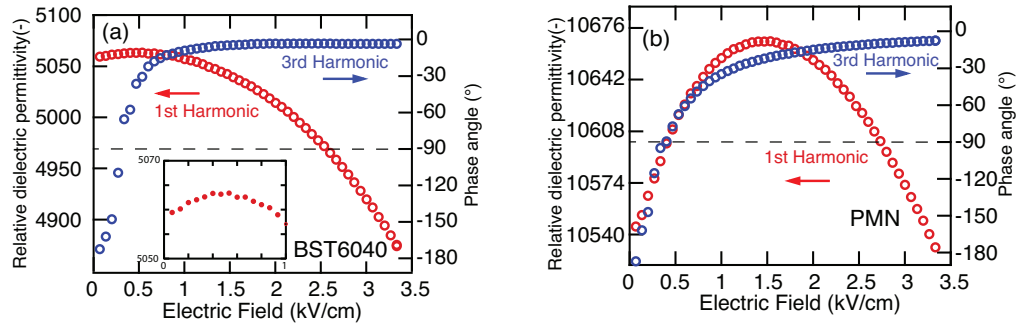 (a)
Relative dielectric permittivity(-)
5100
5050
5000
4950
4900
4850
3rd Harmonic
1st Harmonic
5070
5050
0
1
BST6040
0
-30
-60
-90
-120
-150
-180
Phase angle (°)
0 0.5 1 1.5 2 2.5 3 3.5
Electric Field (kV/cm)
(b)
Relative dielectric permittivity(-)
10676
10642
10608
10574
10540
3rd Harmonic
1st Harmonic
PMN
0
-30
-60
-90
-120
-150
-180
Phase angle (°)
0 0.5 1 1.5 2 2.5 3 3.5
Electric Field (kV/cm)